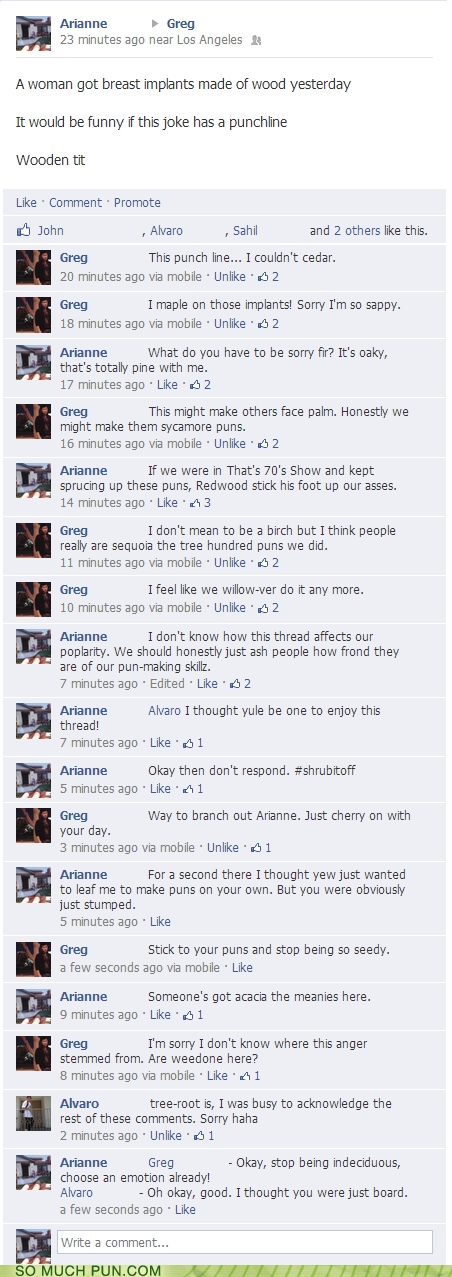 Arianne ▸ Greg
23 minutes ago near Los Angeles
A woman got breast implants made of wood yesterday
It would be funny if this joke has a punchline
Wooden tit
Like · Comment · Promote
John , Alvaro , Sahil and 2 others like this.
Greg This punch line... I couldn't cedar.
20 minutes ago via mobile · Unlike · 2
Greg I maple on those implants! Sorry I'm so sappy.
18 minutes ago via mobile · Unlike · 2
Arianne What do you have to be sorry fir? It's oaky,
that's totally pine with me.
17 minutes ago · Like · 2
Greg This might make others face palm. Honestly we
might make them sycamore puns.
16 minutes ago via mobile · Unlike · 2
Arianne If we were in That's 70's Show and kept
sprucing up these puns, Redwood stick his foot up our asses.
14 minutes ago · Like · 3
Greg I don't mean to be a birch but I think people
really are sequoia the tree hundred puns we did.
11 minutes ago via mobile · Unlike · 2
Greg I feel like we willow-ver do it any more.
10 minutes ago via mobile · Unlike · 2
Arianne I don't know how this thread affects our
poplarity. We should honestly just ash people how frond they
are of our pun-making skillz.
7 minutes ago · Edited · Like · 2
Arianne Alvaro I thought yule be one to enjoy this
thread!
7 minutes ago · Like · 1
Arianne Okay then don't respond. #shrubitoff
5 minutes ago · Like · 1
Greg Way to branch out Arianne. Just cherry on with
your day.
3 minutes ago via mobile · Unlike · 1
Arianne For a second there I thought yew just wanted
to leaf me to make puns on your own. But you were obviously
just stumped.
5 minutes ago · Like
Greg Stick to your puns and stop being so seedy.
a few seconds ago via mobile · Like
Arianne Someone's got acacia the meanies here.
9 minutes ago · Like · 1
Greg I'm sorry I don't know where this anger
stemmed from. Are weedone here?
8 minutes ago via mobile · Like · 1
Alvaro tree-root is, I was busy to acknowledge the
rest of these comments. Sorry haha
2 minutes ago · Unlike · 1
Arianne Greg - Okay, stop being indeciduous,
choose an emotion already!
Alvaro - Oh okay, good. I thought you were just board.
a few seconds ago · Like
Write a comment...
SO MUCH PUN.COM